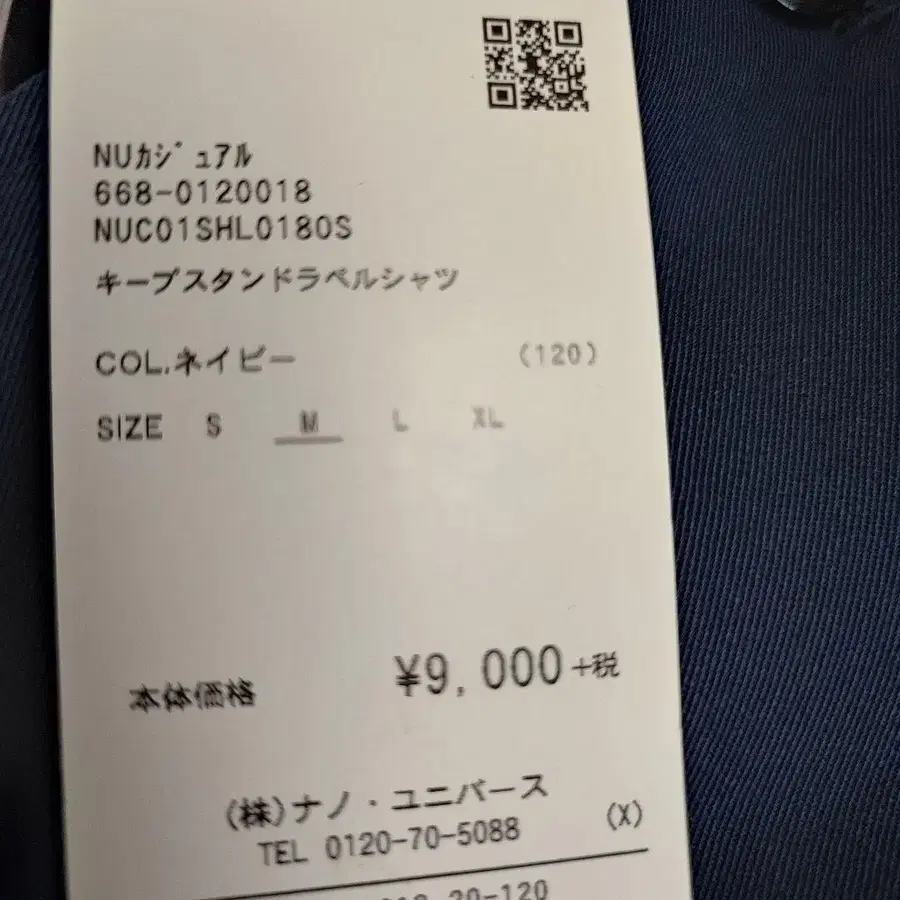 NUｶｼﾞｭｱﾙ
668-0120018
NUC01SHL0180S
キープスタンドラペルシャツ
COL.ネイビー (120)
SIZE S M L XL
本体価格 ¥9,000+税
(株)ナノ・ユニバース
TEL 0120-70-5088 (X)
20-120